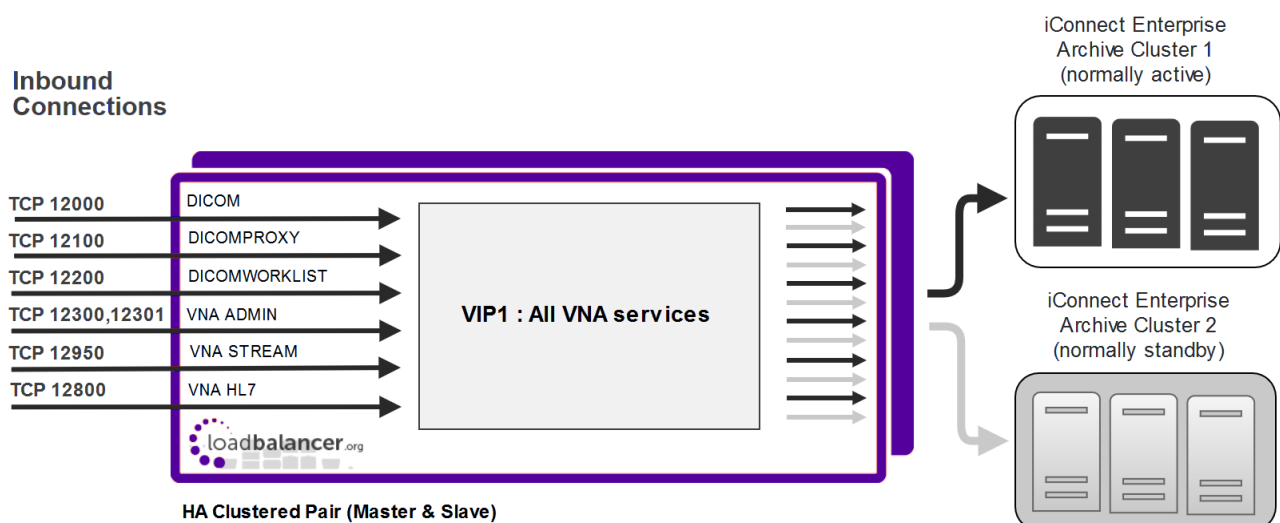 iConnect Enterprise
Archive Cluster 1
(normally active)
Inbound
Connections
TCP 12000 DICOM
TCP 12100 DICOMPROXY
TCP 12200 DICOMWORKLIST
TCP 12300,12301 VNA ADMIN
TCP 12950 VNA STREAM
TCP 12800 VNA HL7
VIP1 : All VNA services
iConnect Enterprise
Archive Cluster 2
(normally standby)
loadbalancer.org
HA Clustered Pair (Master & Slave)